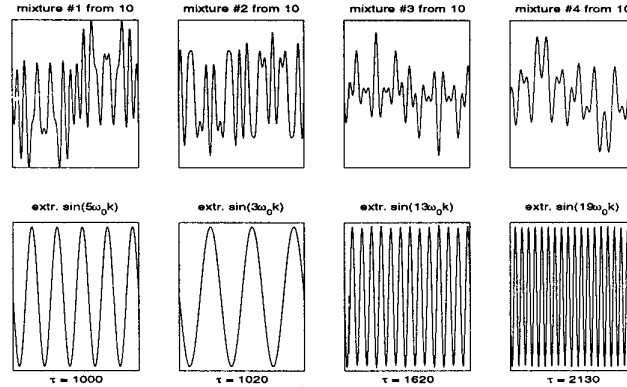 mixture #1 from 10
mixture #2 from 10
mixture #3 from 10
mixture #4 from 10
extr. sin(5ω₀k)
extr. sin(3ω₀k)
extr. sin(13ω₀k)
extr. sin(19ω₀k)
τ = 1000
τ = 1020
τ = 1620
τ = 2130